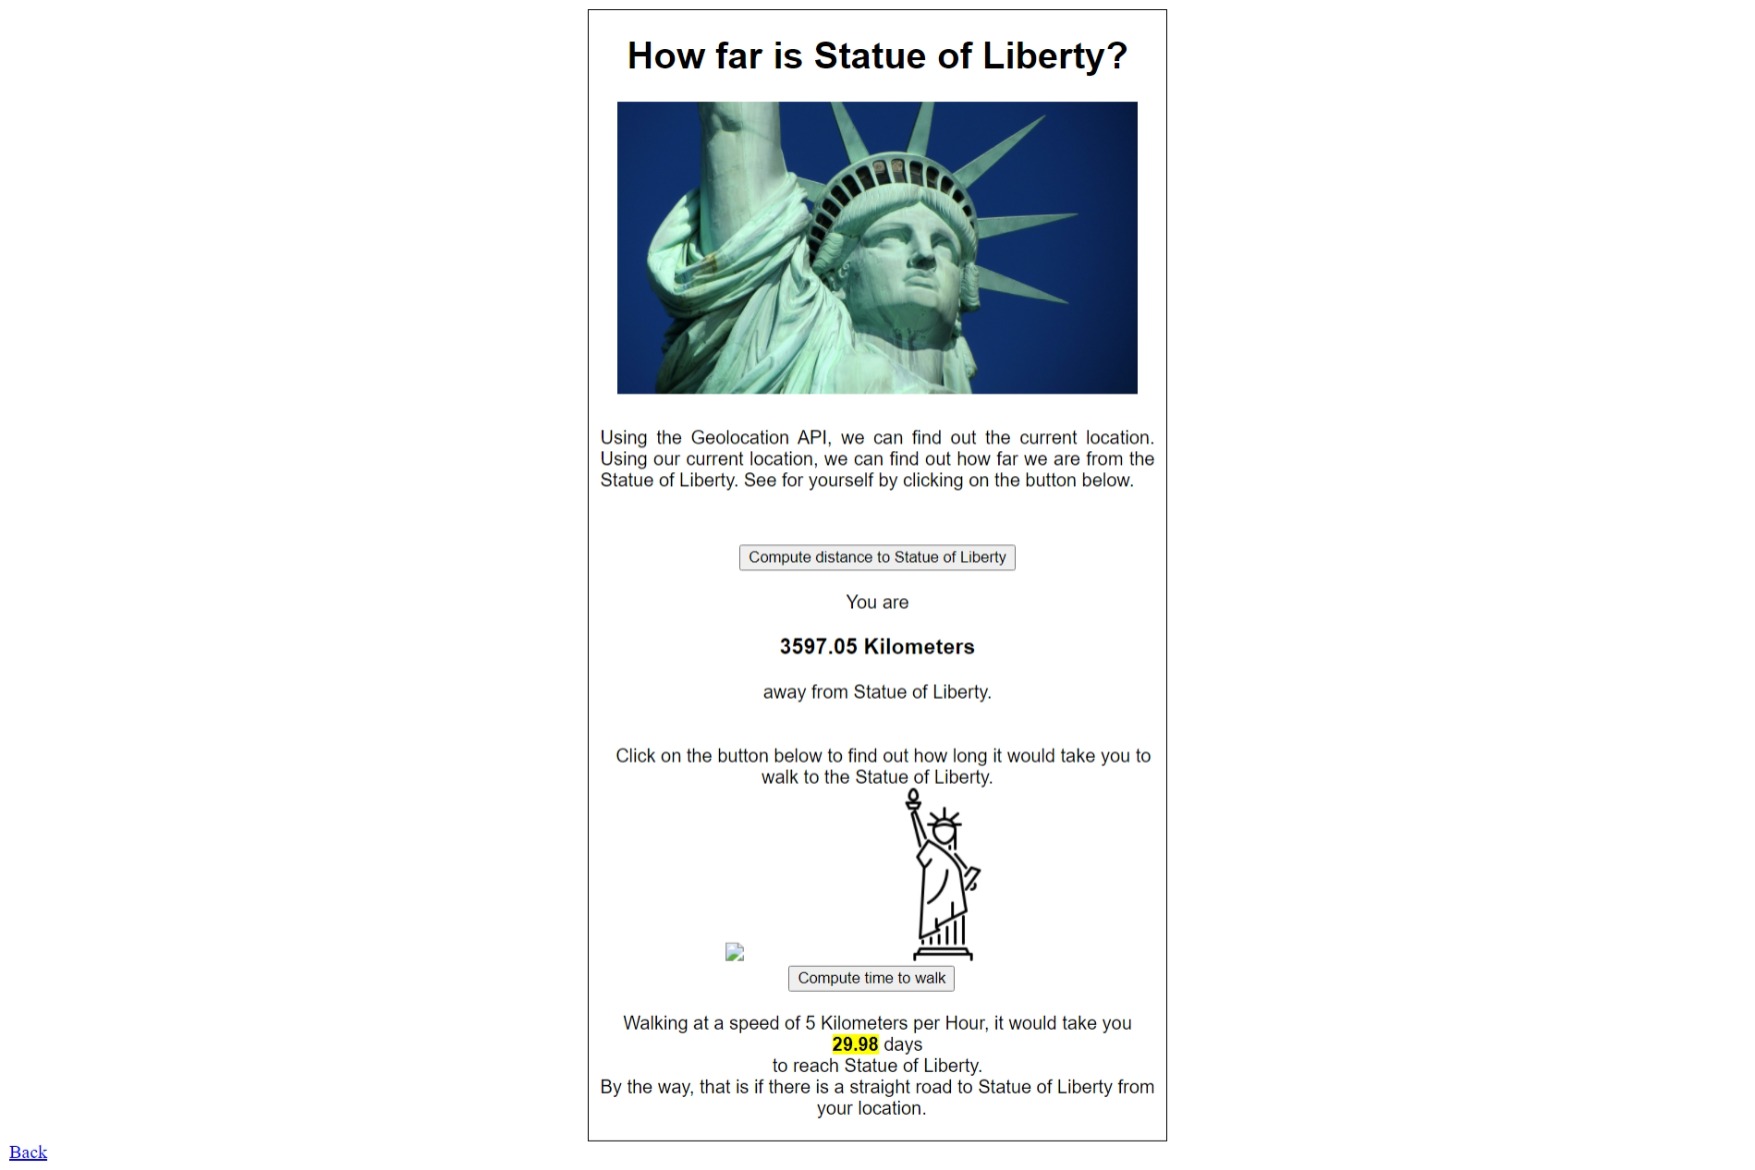 How far is Statue of Liberty?
Using the Geolocation API, we can find out the current location.
Using our current location, we can find out how far we are from the
Statue of Liberty. See for yourself by clicking on the button below.
Compute distance to Statue of Liberty
You are
3597.05 Kilometers
away from Statue of Liberty.
Click on the button below to find out how long it would take you to
walk to the Statue of Liberty.
Compute time to walk
Walking at a speed of 5 Kilometers per Hour, it would take you
29.98 days
to reach Statue of Liberty.
By the way, that is if there is a straight road to Statue of Liberty from
your location.
Back